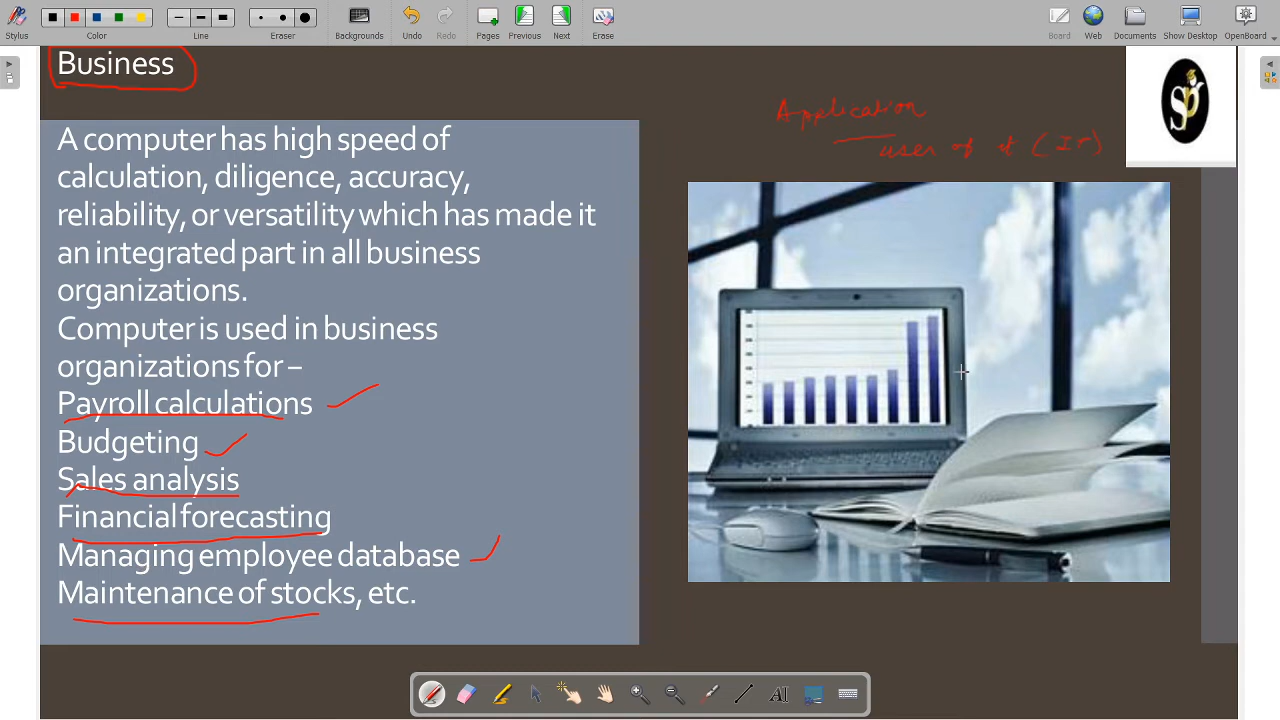 Stylus
Color
Line
Eraser
Backgrounds
Undo
Redo
Pages
Previous
Next
Erase
Board
Web
Documents
Show Desktop
OpenBoard
Business
Application
user of it (IT)
SP
A computer has high speed of
calculation, diligence, accuracy,
reliability, or versatility which has made it
an integrated part in all business
organizations.
Computer is used in business
organizations for –
Payroll calculations
Budgeting
Sales analysis
Financial forecasting
Managing employee database
Maintenance of stocks, etc.
AI